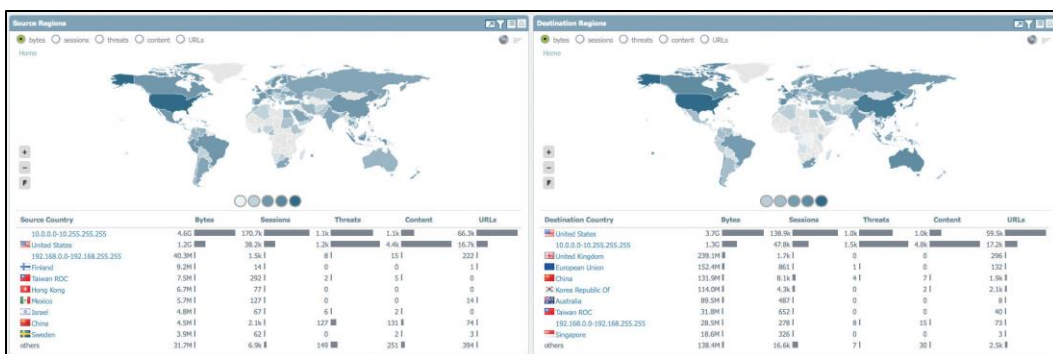 Source Regions
bytes sessions threats content URLs
Home
+
−
F
Source Country Bytes Sessions Threats Content URLs
10.0.0.0-10.255.255.255 4.6G 170.7k 1.1k 1.1k 66.3k
United States 1.2G 38.2k 1.2k 4.4k 16.7k
192.168.0.0-192.168.255.255 40.3M 1.5k 8 15 222
Finland 9.2M 14 0 0 1
Taiwan ROC 7.5M 292 2 5 0
Hong Kong 6.7M 77 0 0 0
Mexico 5.7M 127 0 0 14
Israel 4.8M 67 6 2 0
China 4.5M 2.1k 127 131 74
Sweden 3.9M 62 0 2 3
others 31.7M 6.9k 149 251 394
Destination Regions
bytes sessions threats content URLs
Home
+
−
F
Destination Country Bytes Sessions Threats Content URLs
United States 3.7G 138.9k 1.0k 1.0k 59.5k
10.0.0.0-10.255.255.255 1.3G 47.8k 1.5k 4.8k 17.2k
United Kingdom 239.1M 1.7k 0 0 296
European Union 152.4M 861 1 0 132
China 131.9M 8.1k 4 7 1.9k
Korea Republic Of 114.0M 4.3k 0 2 2.1k
Australia 89.5M 487 0 0 8
Taiwan ROC 31.8M 652 0 0 40
192.168.0.0-192.168.255.255 28.5M 278 8 15 73
Singapore 18.6M 326 0 0 3
others 138.4M 16.6k 7 30 2.5k